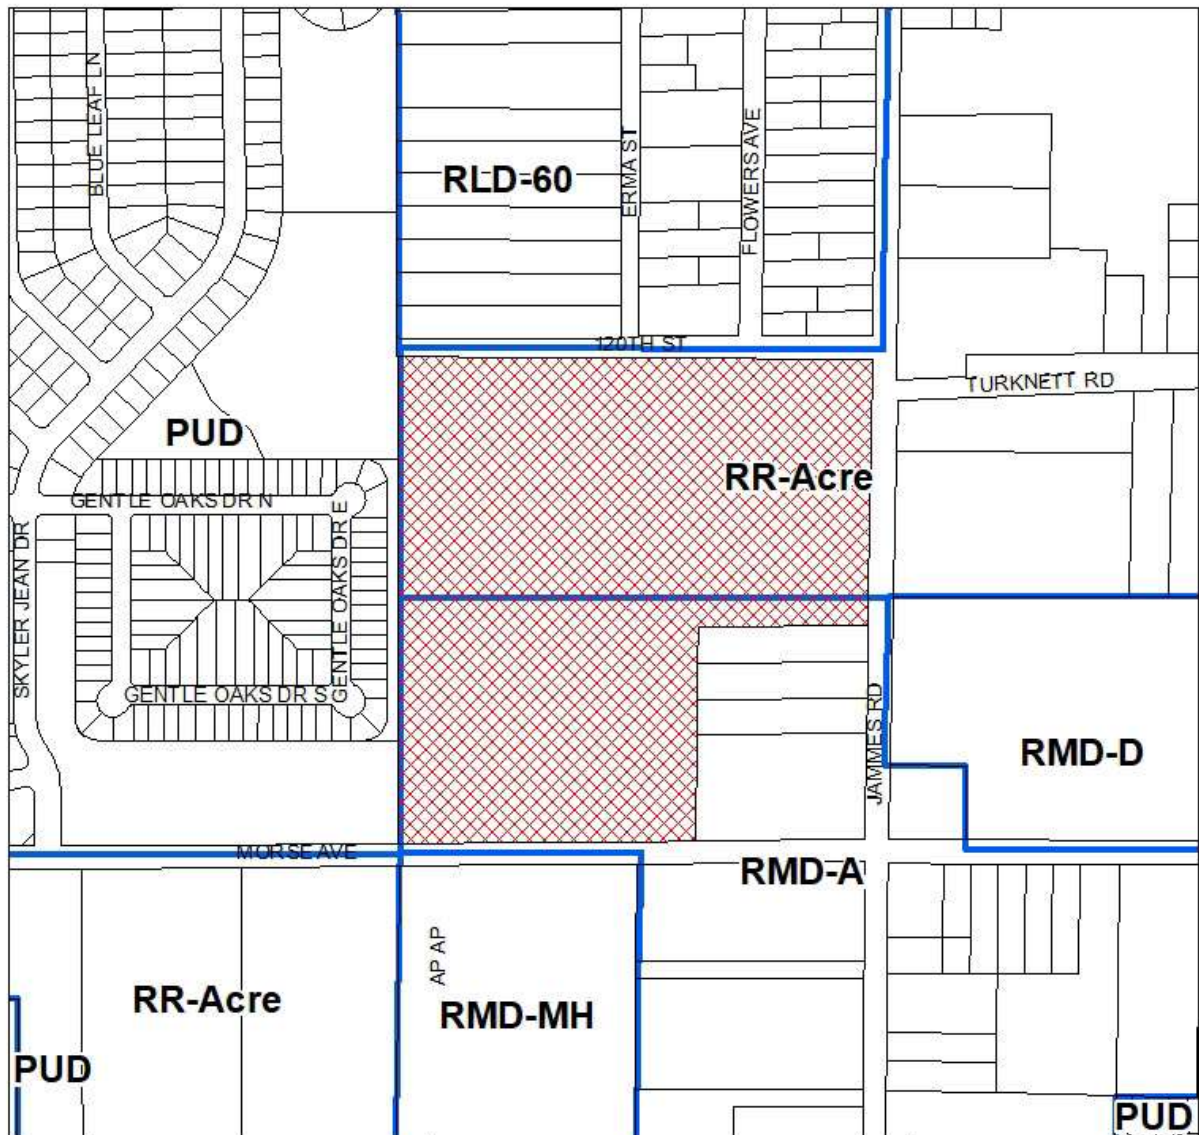 BLUE LEAF LN
RLD-60
ERMA ST
FLOWERS AVE
120TH ST
TURKNETT RD
PUD
RR-Acre
GENTLE OAKS DR N
GENTLE OAKS DR E
SKYLER JEAN DR
GENTLE OAKS DR S
JAMMES RD
RMD-D
MORSE AVE
RMD-A
AP AP
RR-Acre
RMD-MH
PUD
PUD